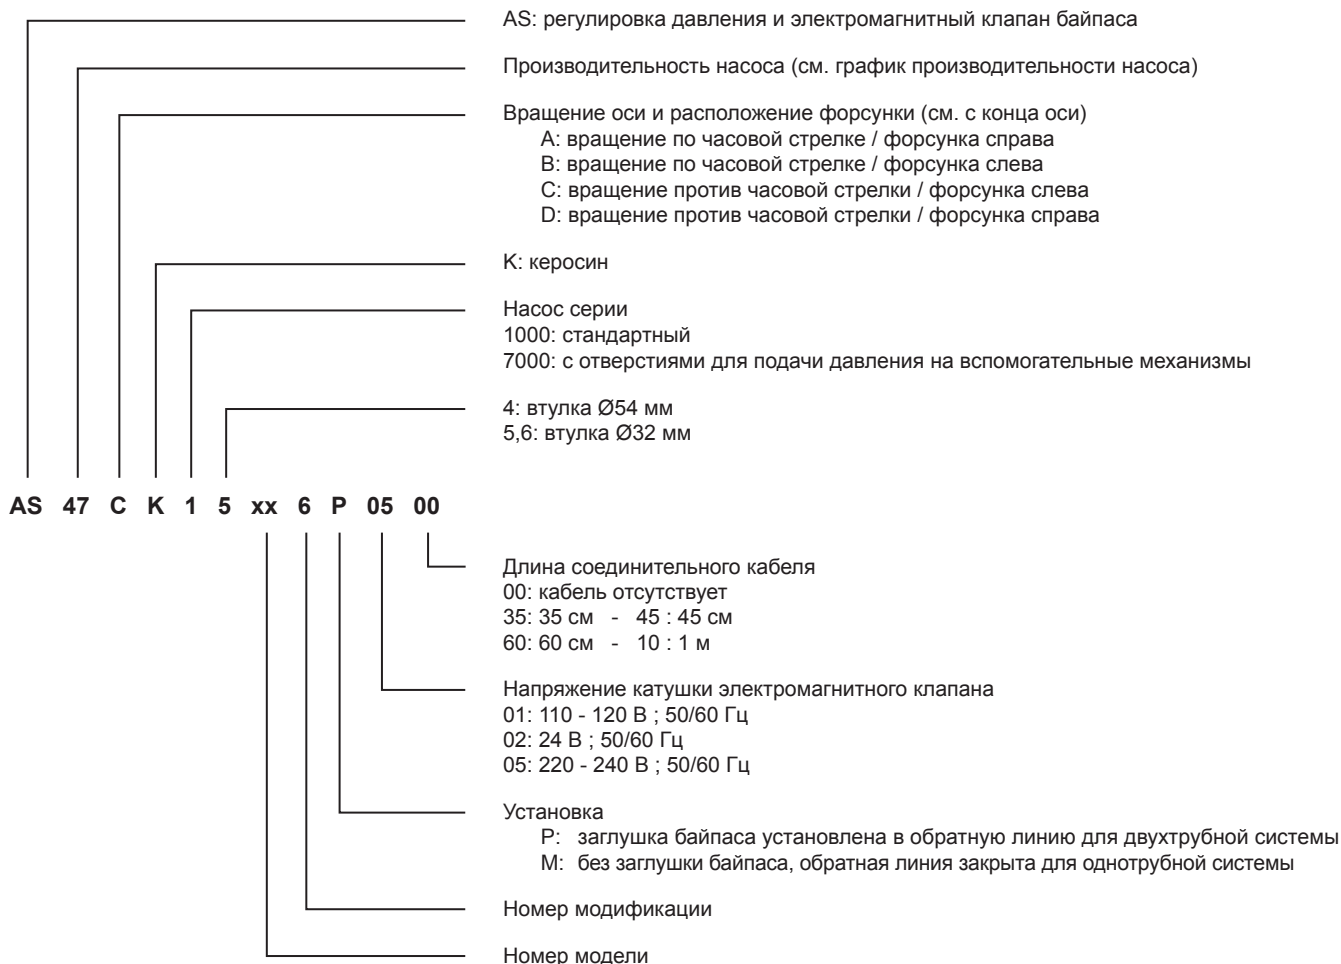 AS: регулировка давления и электромагнитный клапан байпаса
Производительность насоса (см. график производительности насоса)
Вращение оси и расположение форсунки (см. с конца оси)
A: вращение по часовой стрелке / форсунка справа
B: вращение по часовой стрелке / форсунка слева
C: вращение против часовой стрелки / форсунка слева
D: вращение против часовой стрелки / форсунка справа
K: керосин
Насос серии
1000: стандартный
7000: с отверстиями для подачи давления на вспомогательные механизмы
4: втулка Ø54 мм
5,6: втулка Ø32 мм
AS 47 C K 1 5 xx 6 P 05 00
Длина соединительного кабеля
00: кабель отсутствует
35: 35 см - 45 : 45 см
60: 60 см - 10 : 1 м
Напряжение катушки электромагнитного клапана
01: 110 - 120 В ; 50/60 Гц
02: 24 В ; 50/60 Гц
05: 220 - 240 В ; 50/60 Гц
Установка
P: заглушка байпаса установлена в обратную линию для двухтрубной системы
M: без заглушки байпаса, обратная линия закрыта для однотрубной системы
Номер модификации
Номер модели